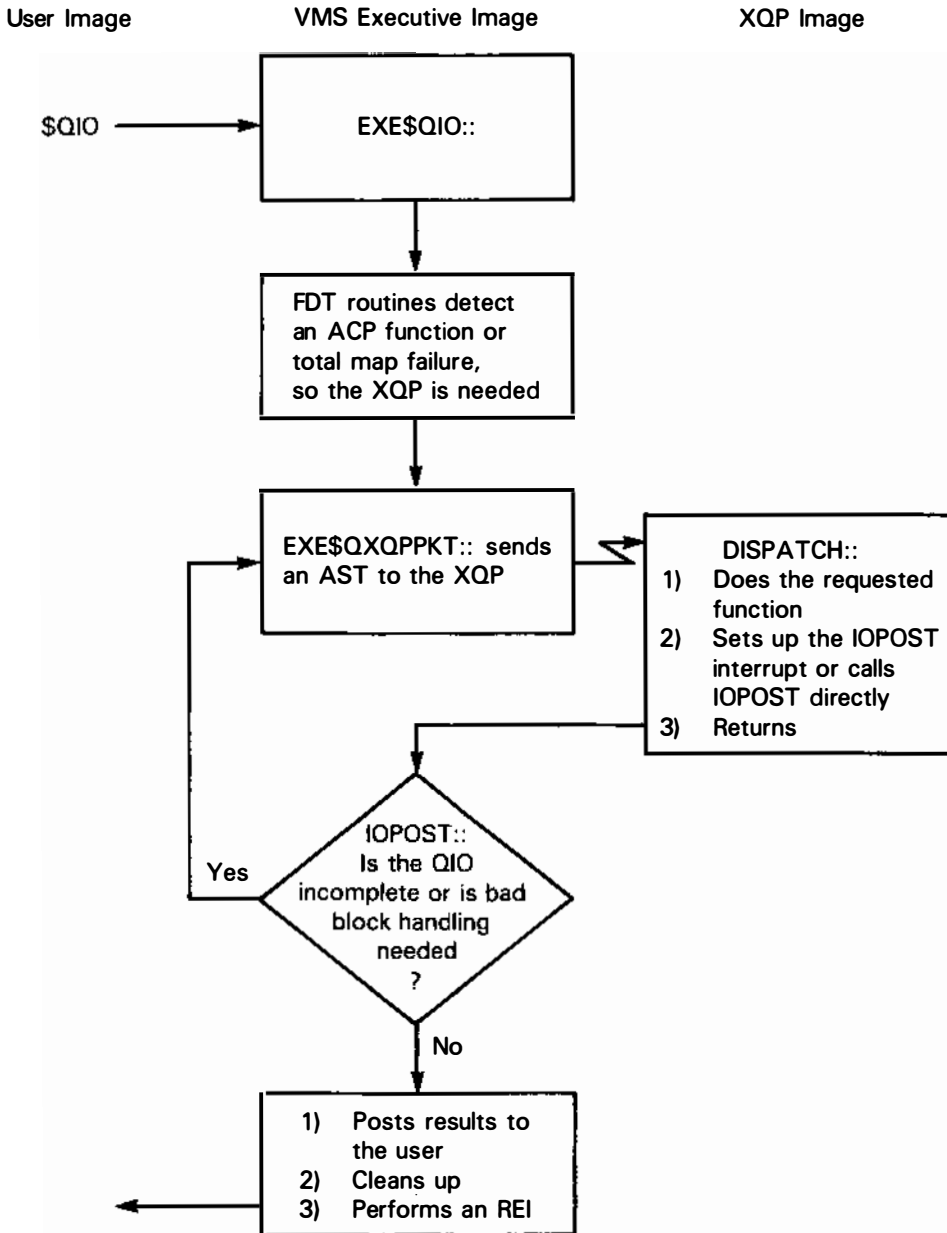 User Image
VMS Executive Image
XQP Image
$QIO
EXE$QIO::
FDT routines detect
an ACP function or
total map failure,
so the XQP is needed
EXE$QXQPPKT:: sends
an AST to the XQP
DISPATCH::
1) Does the requested
function
2) Sets up the IOPOST
interrupt or calls
IOPOST directly
3) Returns
IOPOST::
Is the QIO
incomplete or is bad
block handling
needed
?
Yes
No
1) Posts results to
the user
2) Cleans up
3) Performs an REI